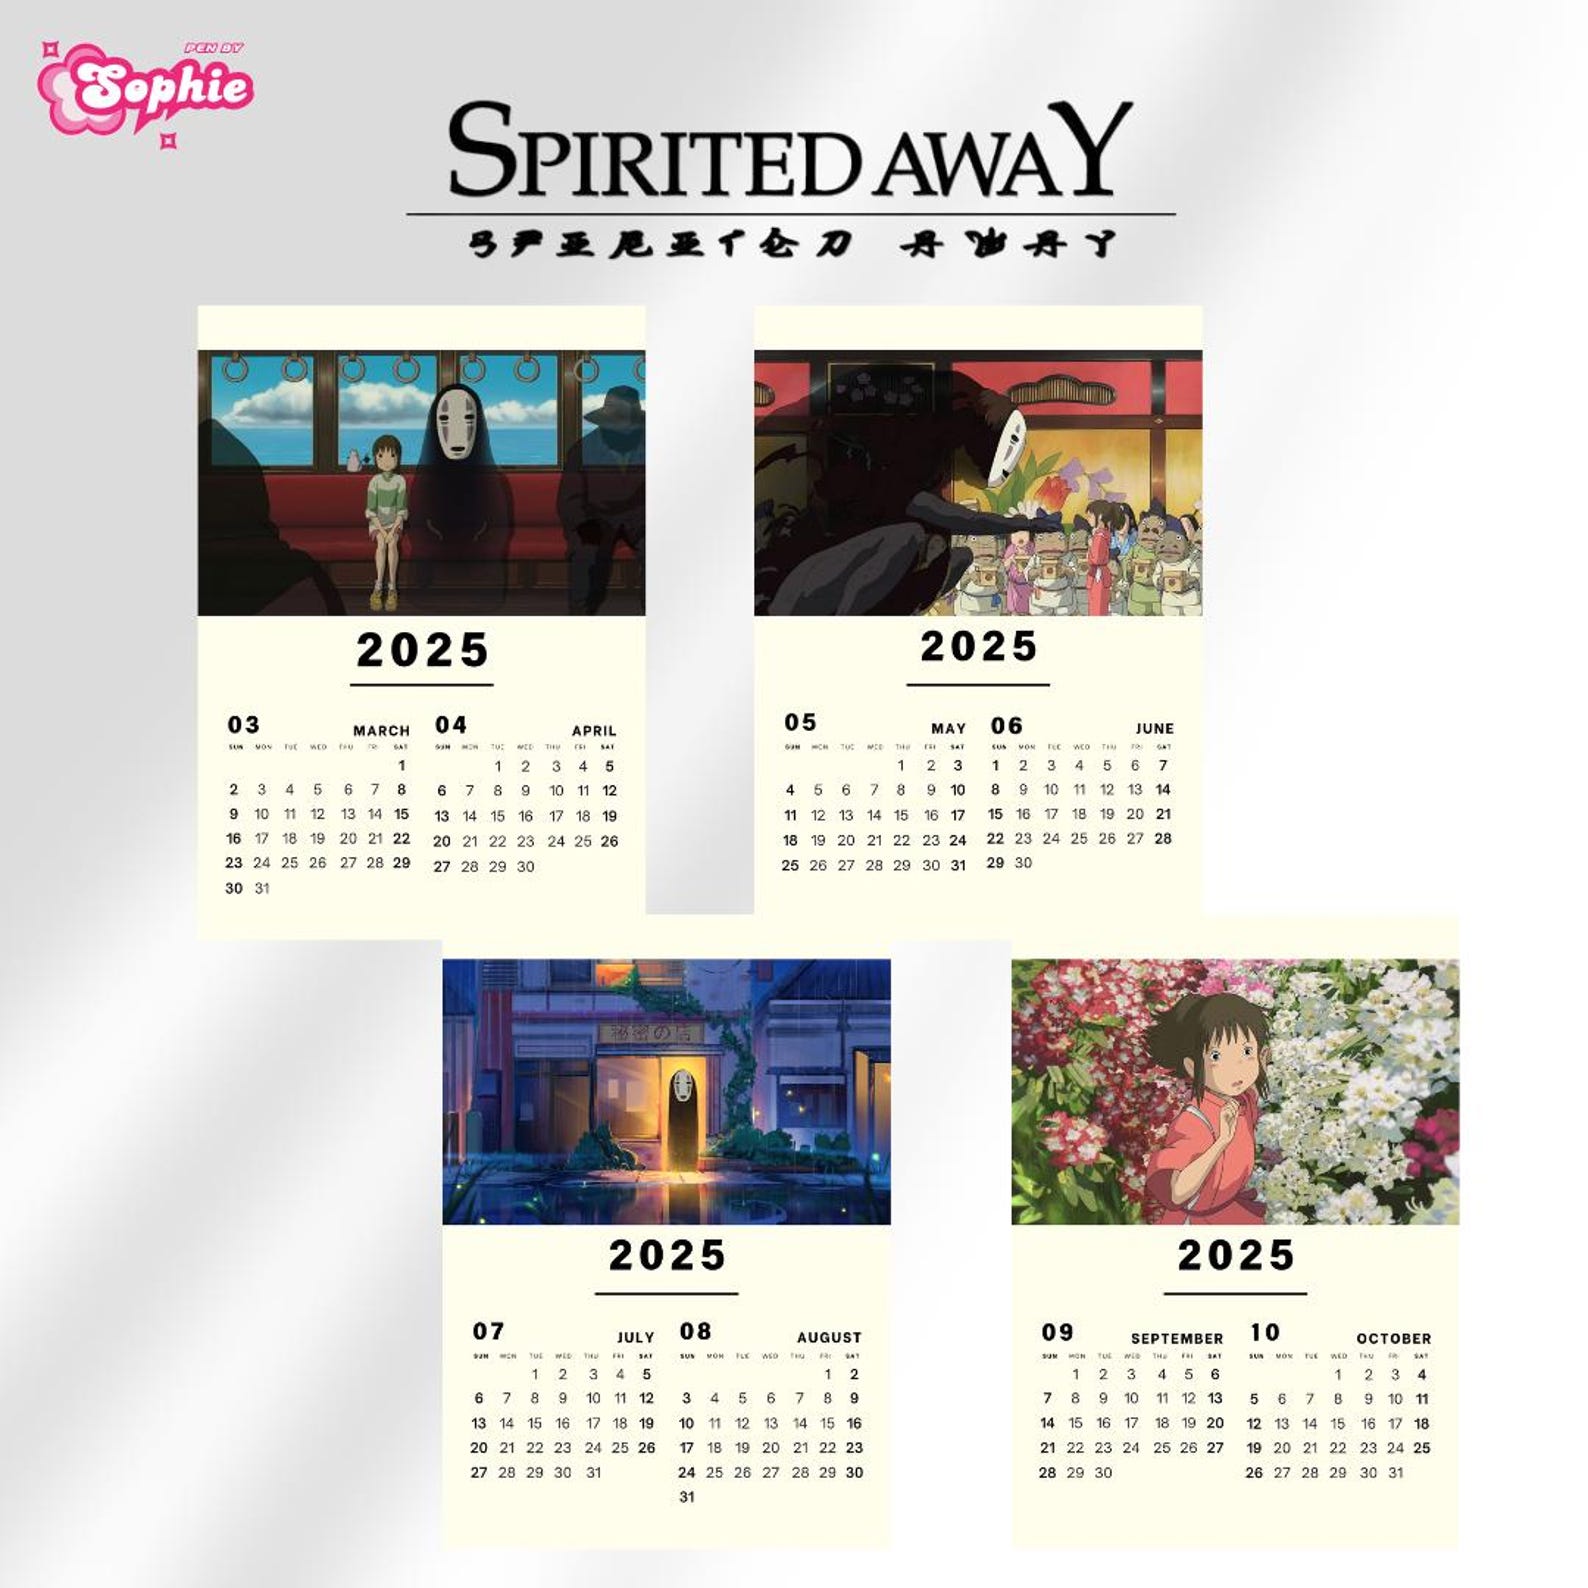 PEN BY
Sophie
SPIRITED AWAY
2025
03 MARCH
SUN MON TUE WED THU FRI SAT
1
2 3 4 5 6 7 8
9 10 11 12 13 14 15
16 17 18 19 20 21 22
23 24 25 26 27 28 29
30 31
04 APRIL
SUN MON TUE WED THU FRI SAT
1 2 3 4 5
6 7 8 9 10 11 12
13 14 15 16 17 18 19
20 21 22 23 24 25 26
27 28 29 30
2025
05 MAY
SUN MON TUE WED THU FRI SAT
1 2 3
4 5 6 7 8 9 10
11 12 13 14 15 16 17
18 19 20 21 22 23 24
25 26 27 28 29 30 31
06 JUNE
SUN MON TUE WED THU FRI SAT
1 2 3 4 5 6 7
8 9 10 11 12 13 14
15 16 17 18 19 20 21
22 23 24 25 26 27 28
29 30
2025
07 JULY
SUN MON TUE WED THU FRI SAT
1 2 3 4 5
6 7 8 9 10 11 12
13 14 15 16 17 18 19
20 21 22 23 24 25 26
27 28 29 30 31
08 AUGUST
SUN MON TUE WED THU FRI SAT
1 2
3 4 5 6 7 8 9
10 11 12 13 14 15 16
17 18 19 20 21 22 23
24 25 26 27 28 29 30
31
2025
09 SEPTEMBER
SUN MON TUE WED THU FRI SAT
1 2 3 4 5 6
7 8 9 10 11 12 13
14 15 16 17 18 19 20
21 22 23 24 25 26 27
28 29 30
10 OCTOBER
SUN MON TUE WED THU FRI SAT
1 2 3 4
5 6 7 8 9 10 11
12 13 14 15 16 17 18
19 20 21 22 23 24 25
26 27 28 29 30 31